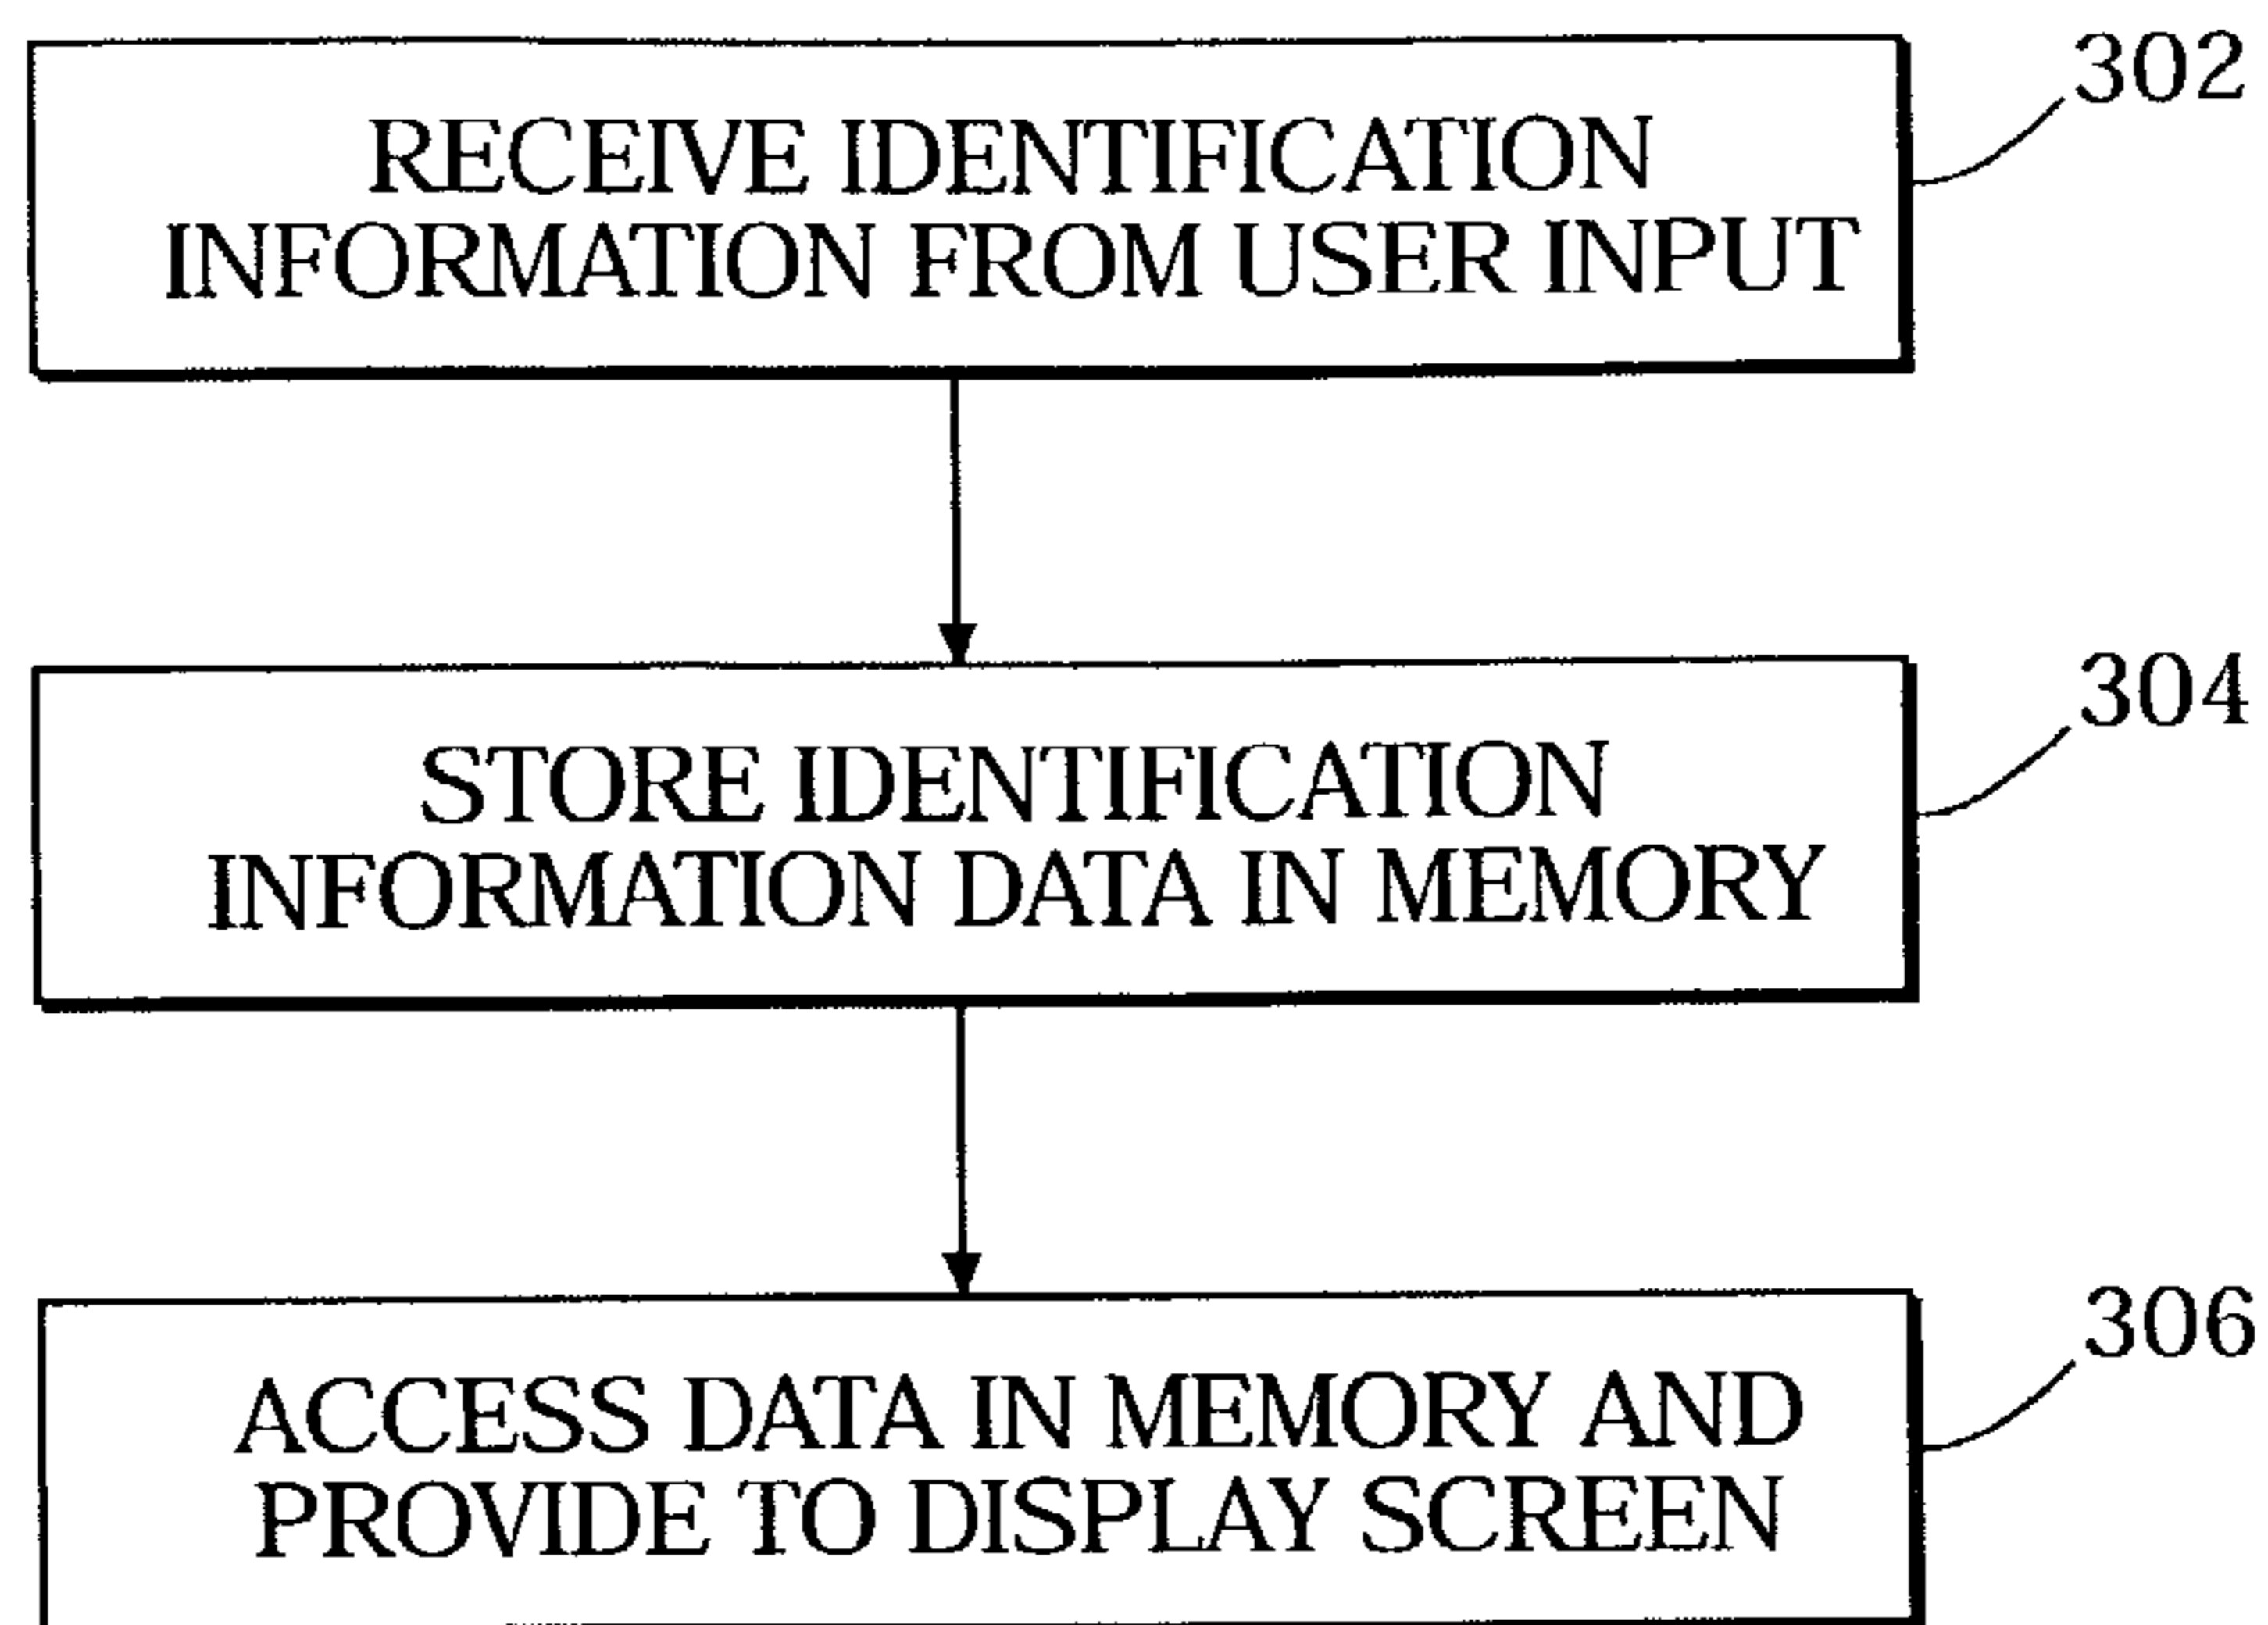 302
RECEIVE IDENTIFICATION
INFORMATION FROM USER INPUT
304
STORE IDENTIFICATION
INFORMATION DATA IN MEMORY
306
ACCESS DATA IN MEMORY AND
PROVIDE TO DISPLAY SCREEN